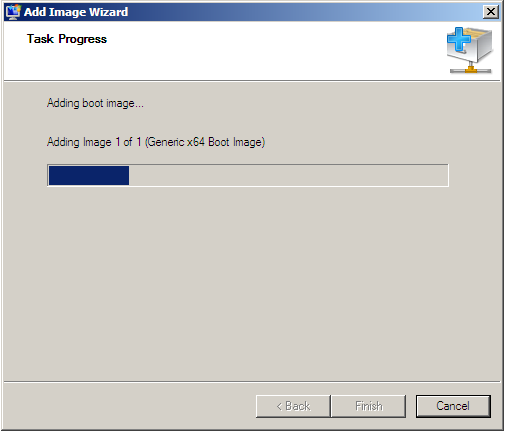 Add Image Wizard
Task Progress
Adding boot image...
Adding Image 1 of 1 (Generic x64 Boot Image)
< Back Finish Cancel